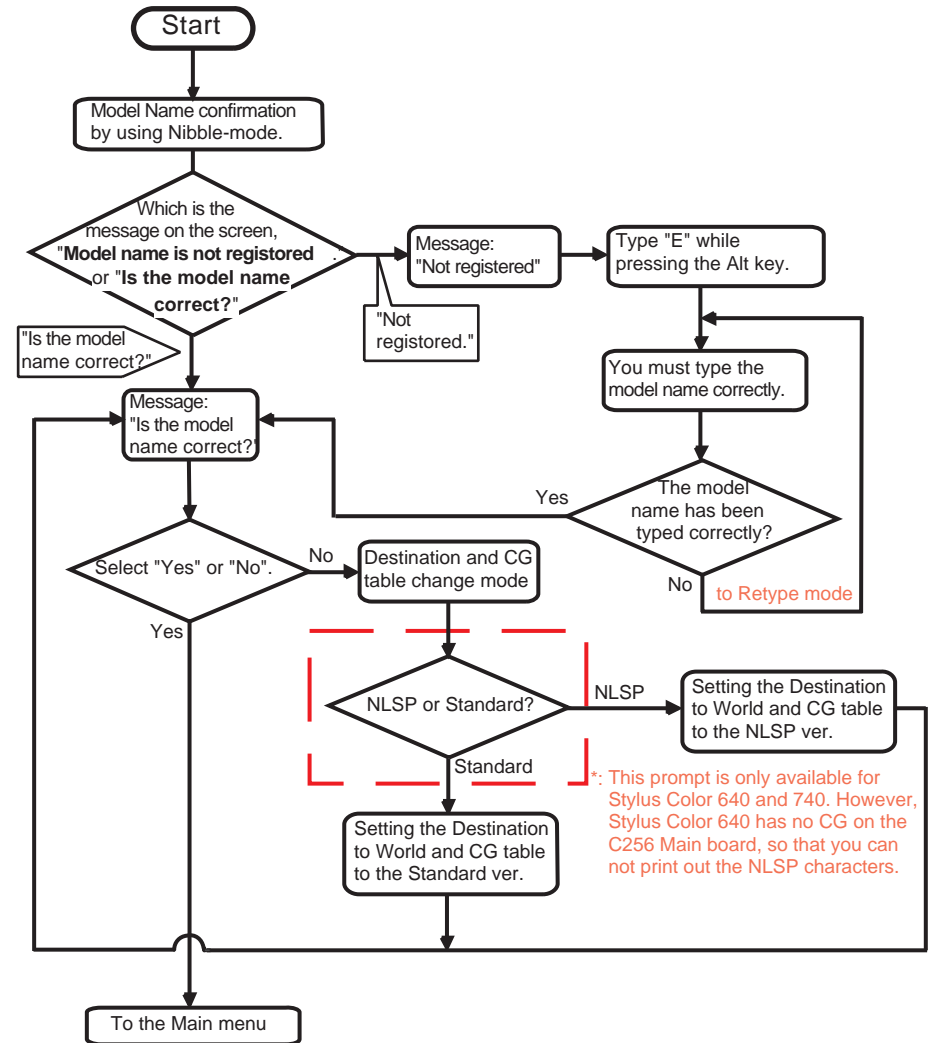 Start
Model Name confirmation
by using Nibble-mode.
Which is the
message on the screen,
"Model name is not registered ".
or "Is the model name
correct?"
Message:
"Not registered"
Type "E" while
pressing the Alt key.
"Not
registered."
"Is the model
name correct?"
You must type the
model name correctly.
Message:
"Is the model
name correct?"
The model
name has been
typed correctly?
Yes
No
to Retype mode
Select "Yes" or "No".
No
Yes
Destination and CG
table change mode
NLSP or Standard?
NLSP
Standard
Setting the Destination
to World and CG table
to the NLSP ver.
*: This prompt is only available for
Stylus Color 640 and 740. However,
Stylus Color 640 has no CG on the
C256 Main board, so that you can
not print out the NLSP characters.
Setting the Destination
to World and CG table
to the Standard ver.
To the Main menu